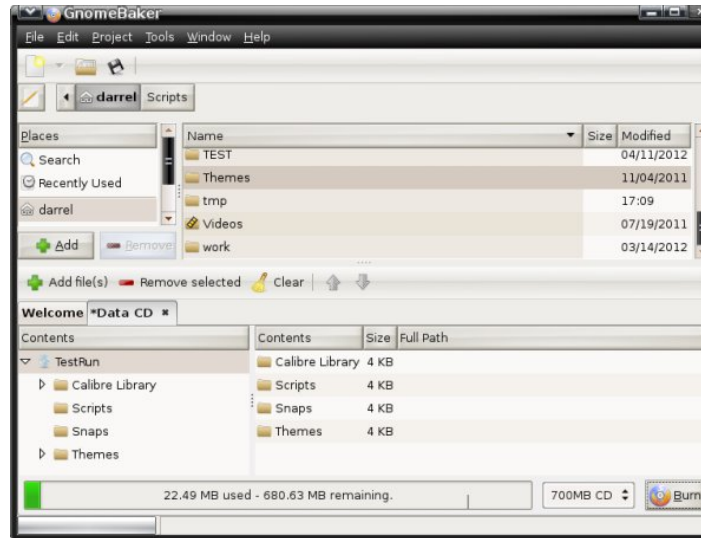 GnomeBaker
File Edit Project Tools Window Help
darrel Scripts
Places Name Size Modified
Search TEST 04/11/2012
Recently Used Themes 11/04/2011
darrel tmp 17:09
Videos 07/19/2011
Add Remove work 03/14/2012
Add file(s) Remove selected Clear
Welcome *Data CD
Contents Contents Size Full Path
TestRun Calibre Library 4 KB
Calibre Library Scripts 4 KB
Scripts Snaps 4 KB
Snaps Themes 4 KB
Themes
22.49 MB used - 680.63 MB remaining. 700MB CD Burn